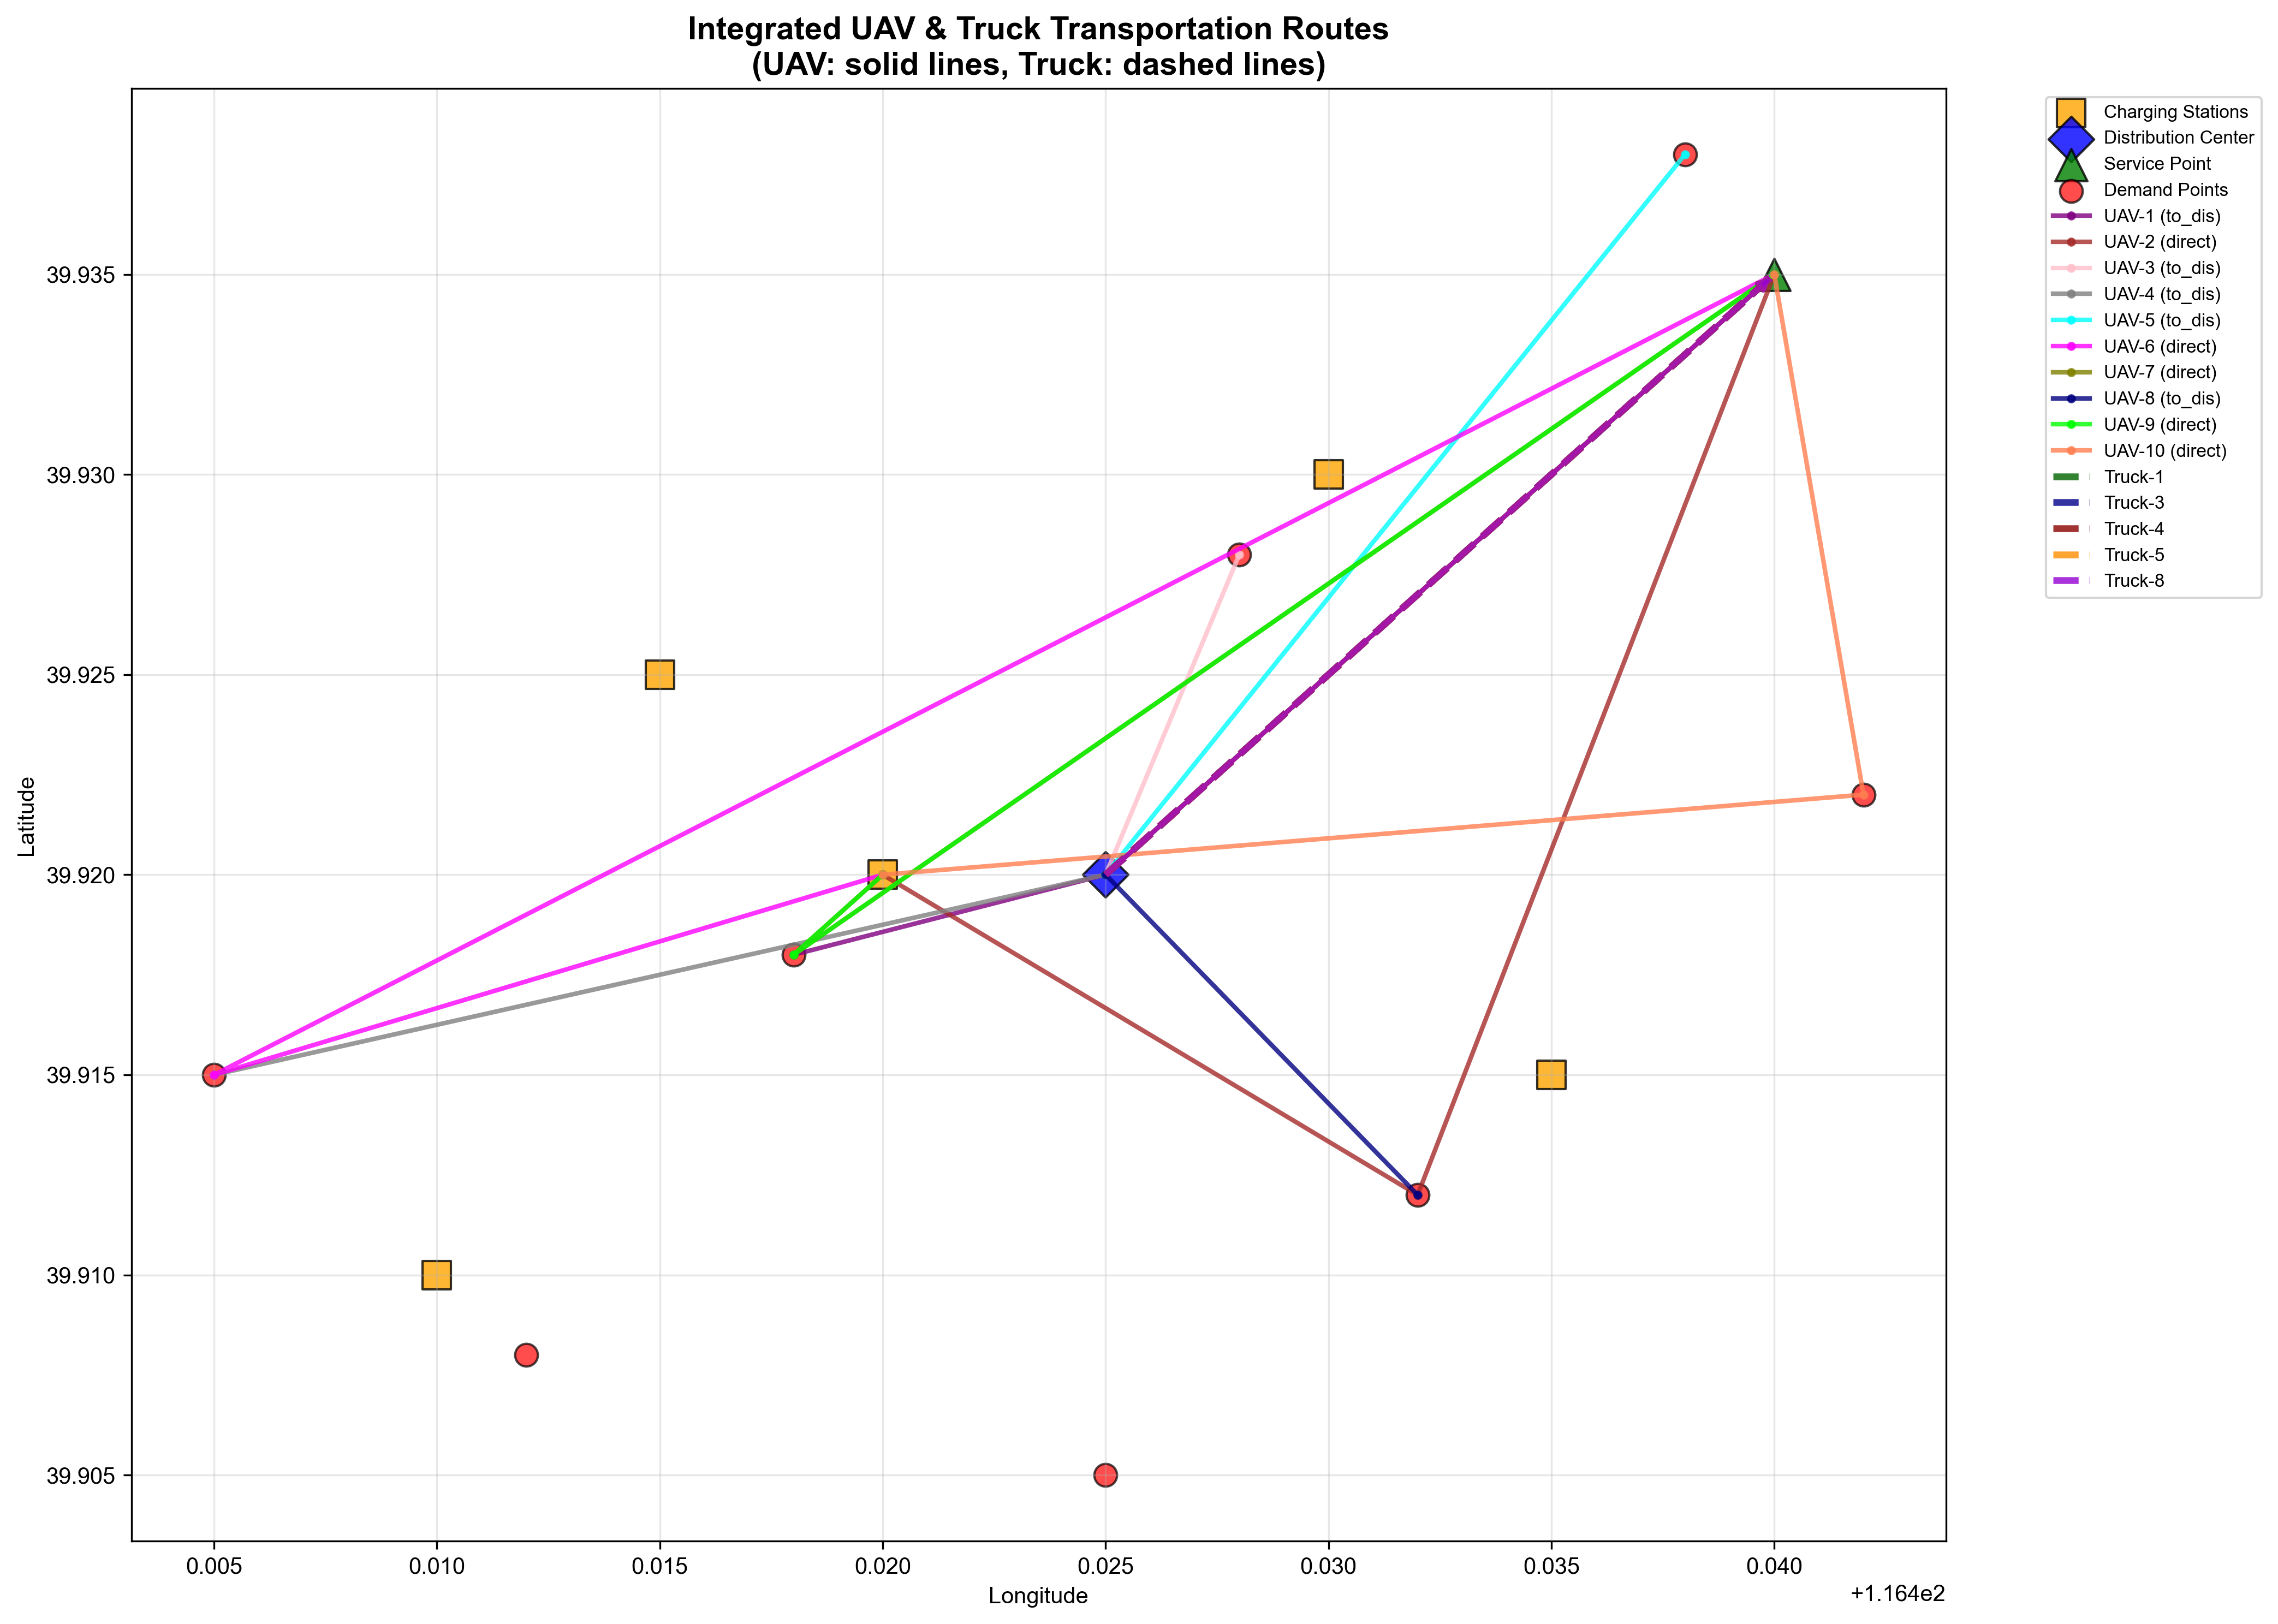 Integrated UAV & Truck Transportation Routes
(UAV: solid lines, Truck: dashed lines)
Charging Stations
Distribution Center
Service Point
Demand Points
UAV-1 (to_dis)
UAV-2 (direct)
UAV-3 (to_dis)
UAV-4 (to_dis)
UAV-5 (to_dis)
UAV-6 (direct)
UAV-7 (direct)
UAV-8 (to_dis)
UAV-9 (direct)
UAV-10 (direct)
Truck-1
Truck-3
Truck-4
Truck-5
Truck-8
Latitude
39.935
39.930
39.925
39.920
39.915
39.910
39.905
0.005 0.010 0.015 0.020 0.025 0.030 0.035 0.040
Longitude
+1.164e2